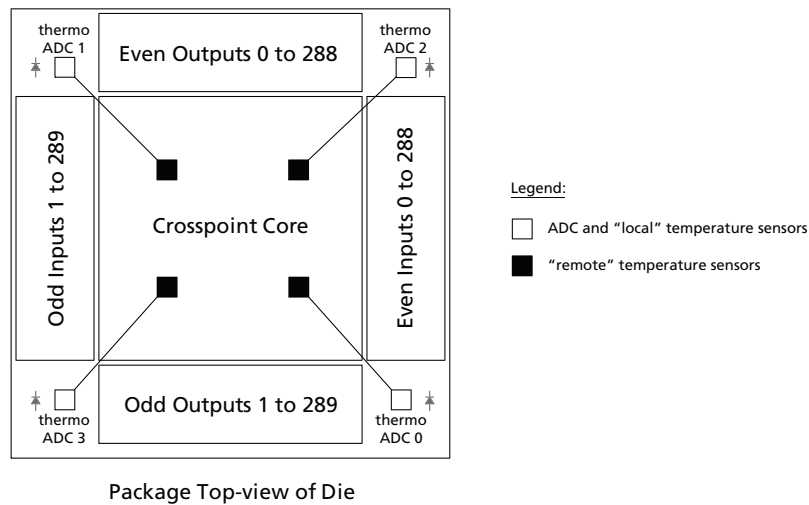 thermo
ADC 1
Even Outputs 0 to 288
thermo
ADC 2
Odd Inputs 1 to 289
Crosspoint Core
Even Inputs 0 to 288
Legend:
ADC and “local” temperature sensors
“remote” temperature sensors
thermo
ADC 3
Odd Outputs 1 to 289
thermo
ADC 0
Package Top-view of Die